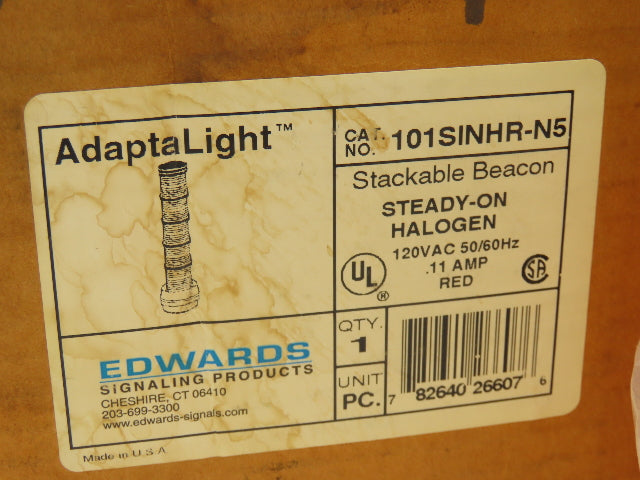 AdaptaLight™
CAT. NO. 101SINHR-N5
Stackable Beacon
STEADY-ON
HALOGEN
120VAC 50/60Hz
.11 AMP
RED
UL
®
SA
EDWARDS
SIGNALING PRODUCTS
CHESHIRE, CT 06410
203-699-3300
www.edwards-signals.com
QTY.
1
UNIT
PC.
7 82640 26607 6
Made in U.S.A